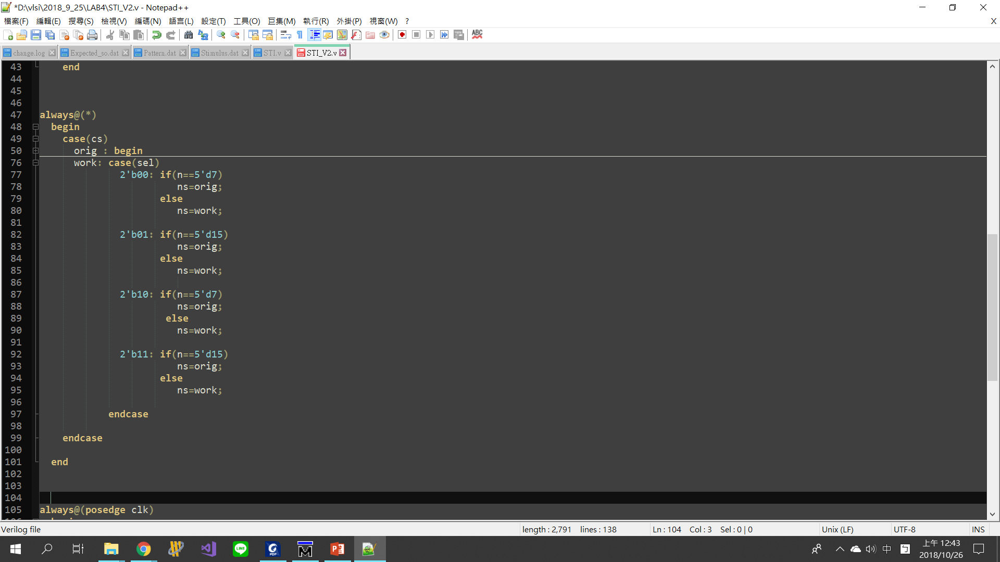 *D:\vlsi\2018_9_25\LAB4\STI_V2.v - Notepad++
檔案(F) 編輯(E) 搜尋(S) 檢視(V) 編碼(N) 語言(L) 設定(T) 工具(O) 巨集(M) 執行(R) 外掛(P) 視窗(W) ? X
ABC
change.log Expected_so.dat Pattern.dat Stimulus.dat STI.v STI_V2.v
43 end
44
45
46
47 always@(*)
48 begin
49 case(cs)
50 orig : begin
76 work: case(sel)
77 2'b00: if(n==5'd7)
78 ns=orig;
79 else
80 ns=work;
81
82 2'b01: if(n==5'd15)
83 ns=orig;
84 else
85 ns=work;
86
87 2'b10: if(n==5'd7)
88 ns=orig;
89 else
90 ns=work;
91
92 2'b11: if(n==5'd15)
93 ns=orig;
94 else
95 ns=work;
96
97 endcase
98
99 endcase
100
101 end
102
103
104
105 always@(posedge clk)
Verilog file length : 2,791 lines : 138 Ln : 104 Col : 3 Sel : 0 | 0 Unix (LF) UTF-8 INS
中 上午 12:43
2018/10/26